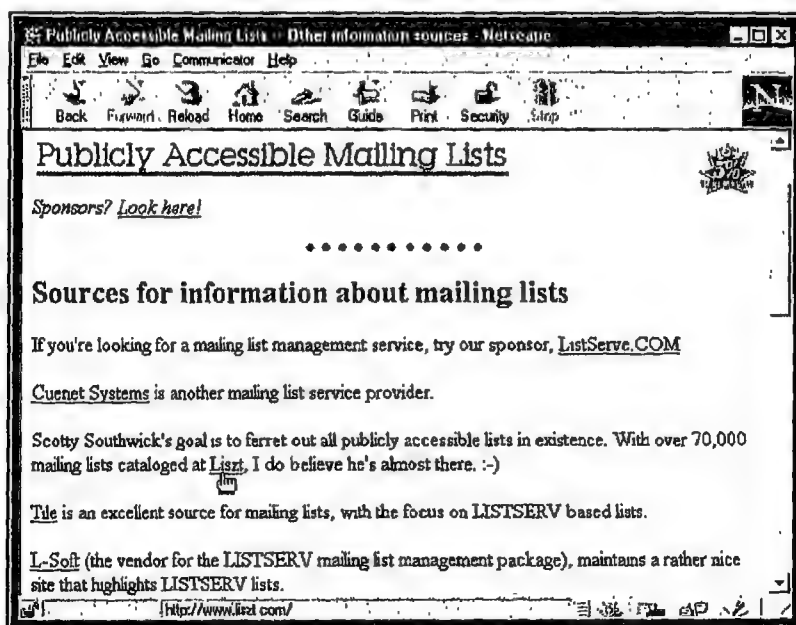 Publicly Accessible Mailing Lists -- Other information sources - Netscape
File Edit View Go Communicator Help
Back Forward Reload Home Search Guide Print Security Stop
N
Publicly Accessible Mailing Lists
Sponsors? Look here!
Sources for information about mailing lists
If you're looking for a mailing list management service, try our sponsor, ListServe.COM
Cuenet Systems is another mailing list service provider.
Scotty Southwick's goal is to ferret out all publicly accessible lists in existence. With over 70,000
mailing lists cataloged at Liszt, I do believe he's almost there. :-)
Tile is an excellent source for mailing lists, with the focus on LISTSERV based lists.
L-Soft (the vendor for the LISTSERV mailing list management package), maintains a rather nice
site that highlights LISTSERV lists.
http://www.liszt.com/